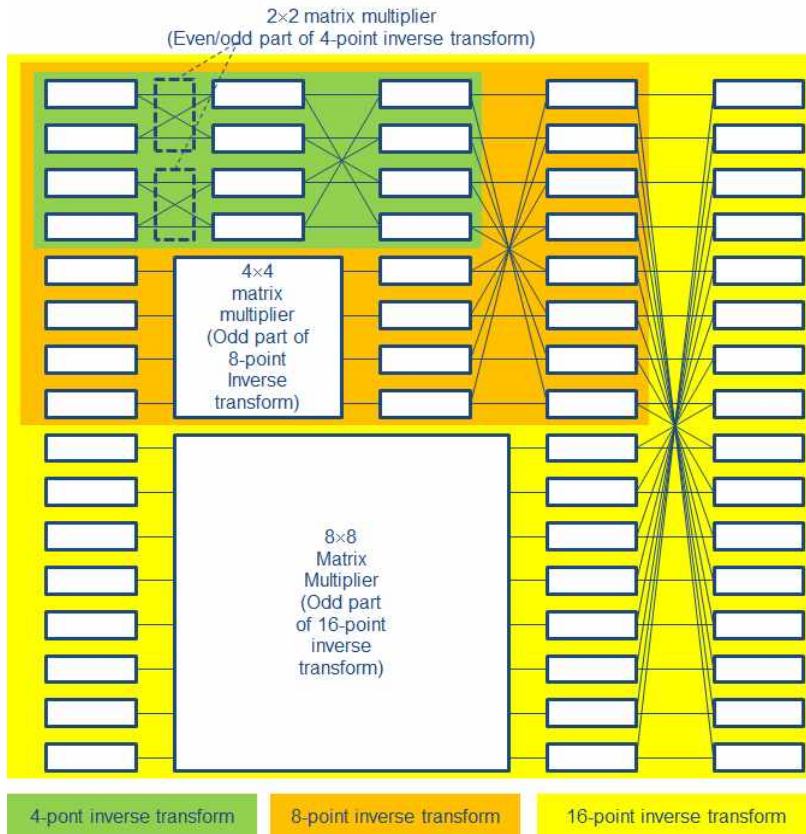 2×2 matrix multiplier
(Even/odd part of 4-point inverse transform)
4×4
matrix
multiplier
(Odd part of
8-point
Inverse
transform)
8×8
Matrix
Multiplier
(Odd part
of 16-point
inverse
transform)
4-pont inverse transform
8-point inverse transform
16-point inverse transform